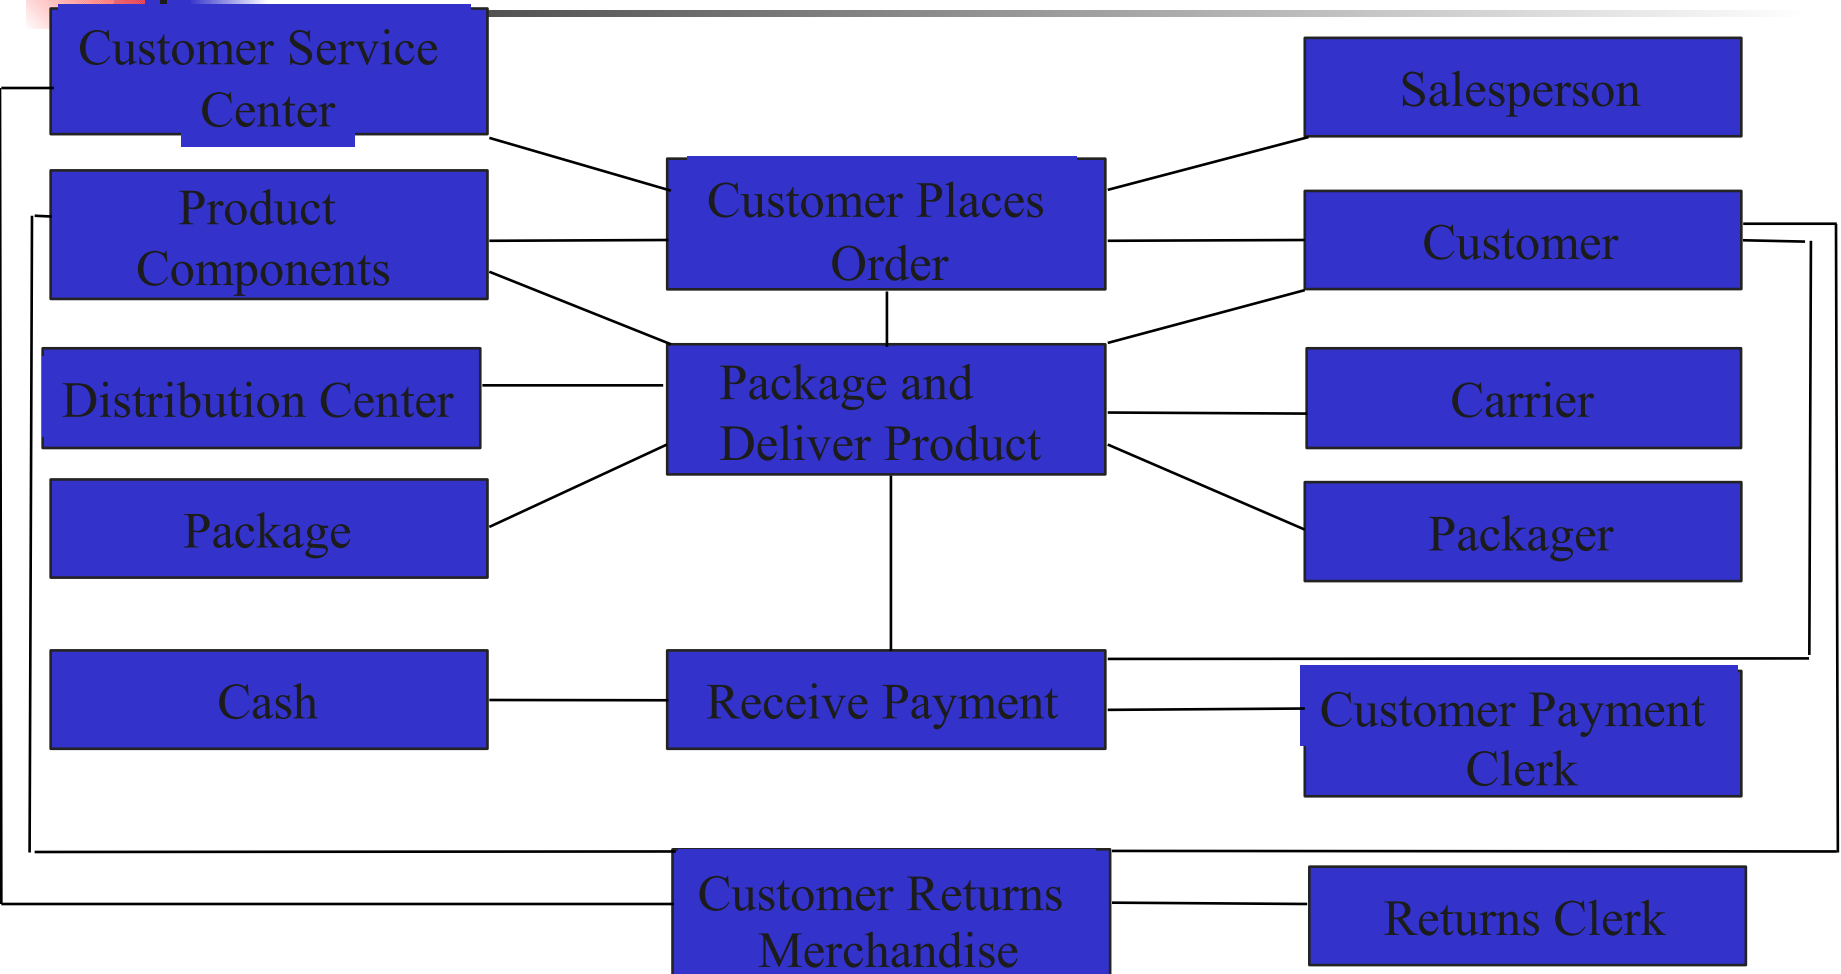 Customer Service
Center
Salesperson
Customer Places
Order
Product
Components
Customer
Package and
Deliver Product
Distribution Center
Carrier
Package
Packager
Cash
Receive Payment
Customer Payment
Clerk
Customer Returns
Merchandise
Returns Clerk